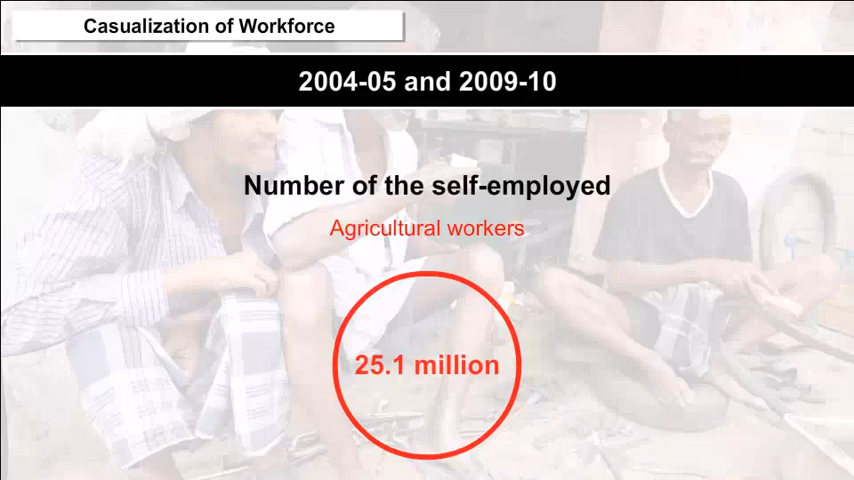 Casualization of Workforce
2004-05 and 2009-10
Number of the self-employed
Agricultural workers
25.1 million